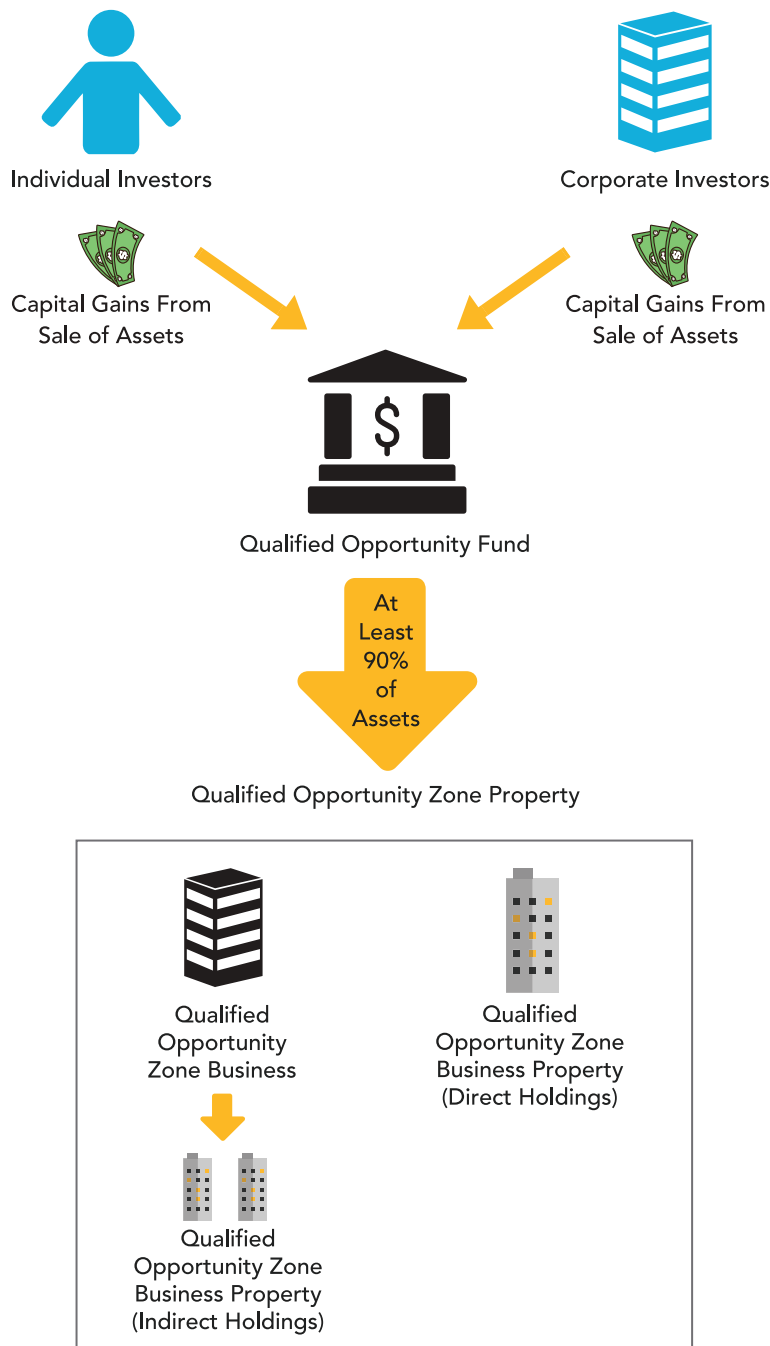 Individual Investors
Corporate Investors
Capital Gains From
Sale of Assets
Capital Gains From
Sale of Assets
$
Qualified Opportunity Fund
At
Least
90%
of
Assets
Qualified Opportunity Zone Property
Qualified
Opportunity
Zone Business
Qualified
Opportunity Zone
Business Property
(Direct Holdings)
Qualified
Opportunity Zone
Business Property
(Indirect Holdings)